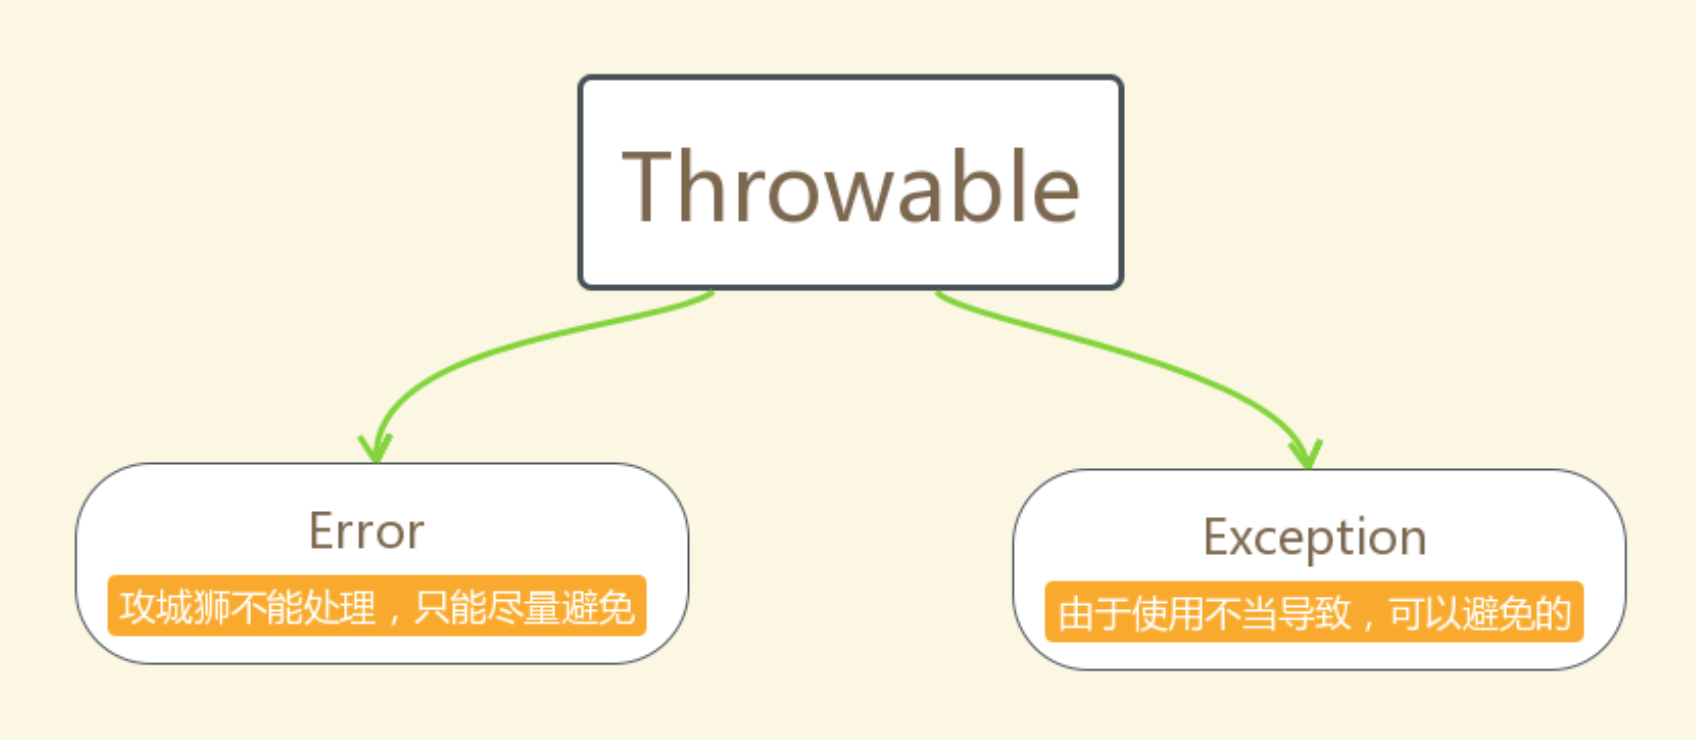 Throwable
Error
攻城狮不能处理，只能尽量避免
Exception
由于使用不当导致，可以避免的